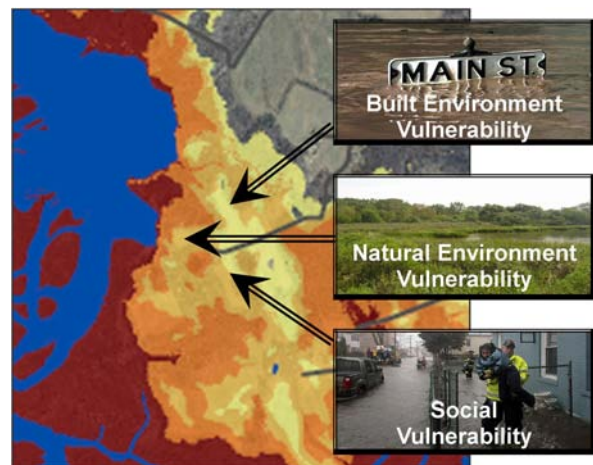 MAIN ST.
Built Environment
Vulnerability
Natural Environment
Vulnerability
Social
Vulnerability